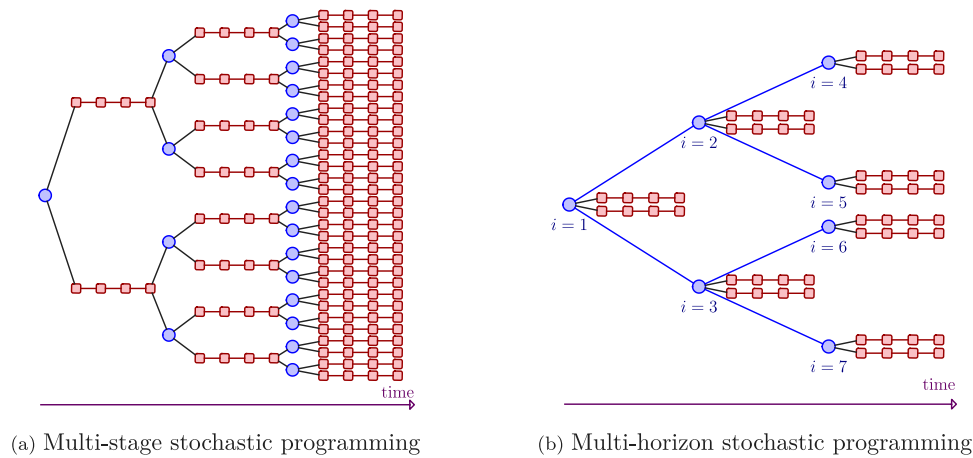 i = 4
i = 2
i = 5
i = 1
i = 6
i = 3
i = 7
time
time
(a) Multi-stage stochastic programming
(b) Multi-horizon stochastic programming